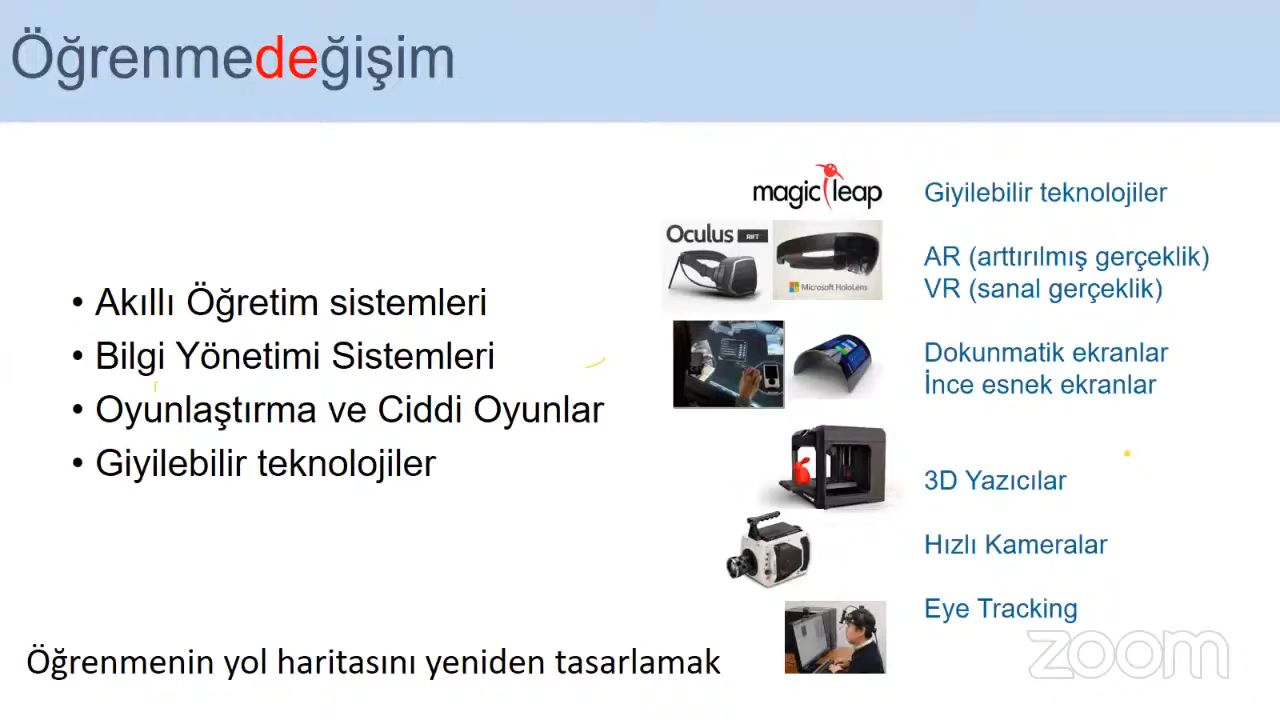 Öğrenmedeğişim
• Akıllı Öğretim sistemleri
• Bilgi Yönetimi Sistemleri
• Oyunlaştırma ve Ciddi Oyunlar
• Giyilebilir teknolojiler
magic leap
Oculus RIFT
Microsoft HoloLens
Giyilebilir teknolojiler
AR (arttırılmış gerçeklik)
VR (sanal gerçeklik)
Dokunmatik ekranlar
İnce esnek ekranlar
3D Yazıcılar
Hızlı Kameralar
Eye Tracking
Öğrenmenin yol haritasını yeniden tasarlamak
zoom